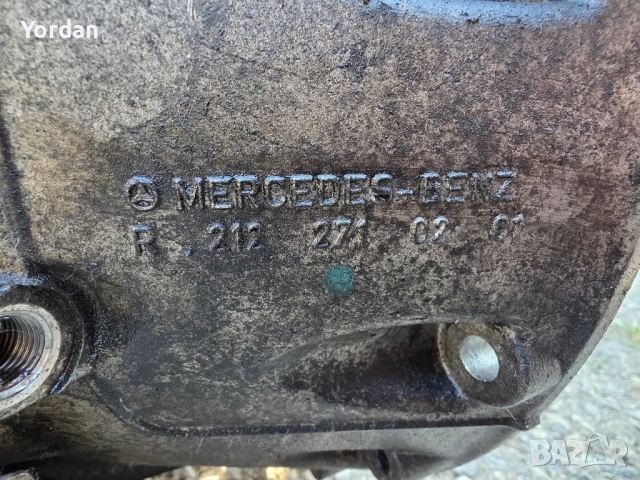 Yordan
MERCEDES-BENZ
R . 212 271 02 01
BAZAR